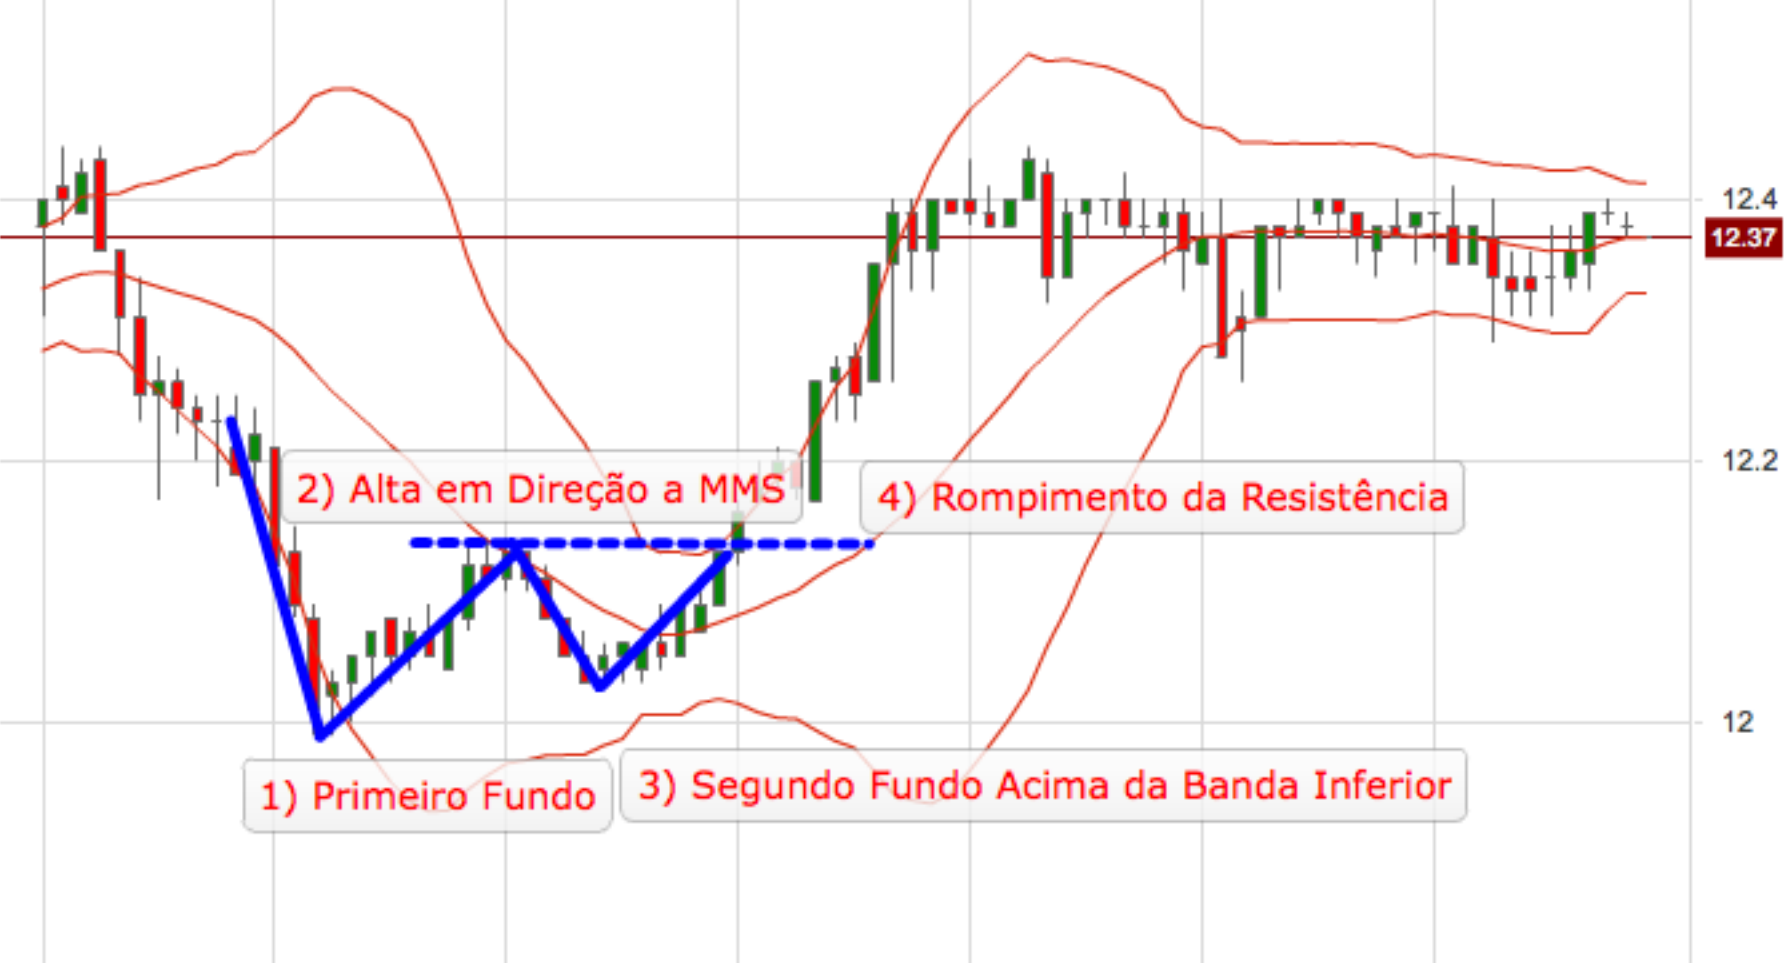 12.4
12.37
12.2
2) Alta em Direção a MMS
4) Rompimento da Resistência
12
1) Primeiro Fundo
3) Segundo Fundo Acima da Banda Inferior